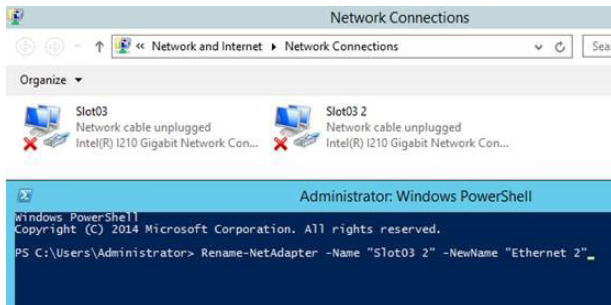 Network Connections
« Network and Internet Network Connections
Sea
Organize
Slot03
Network cable unplugged
Intel(R) I210 Gigabit Network Con...
Slot03 2
Network cable unplugged
Intel(R) I210 Gigabit Network Con...
Administrator: Windows PowerShell
Windows PowerShell
Copyright (C) 2014 Microsoft Corporation. All rights reserved.
PS C:\Users\Administrator> Rename-NetAdapter -Name "Slot03 2" -NewName "Ethernet 2"_